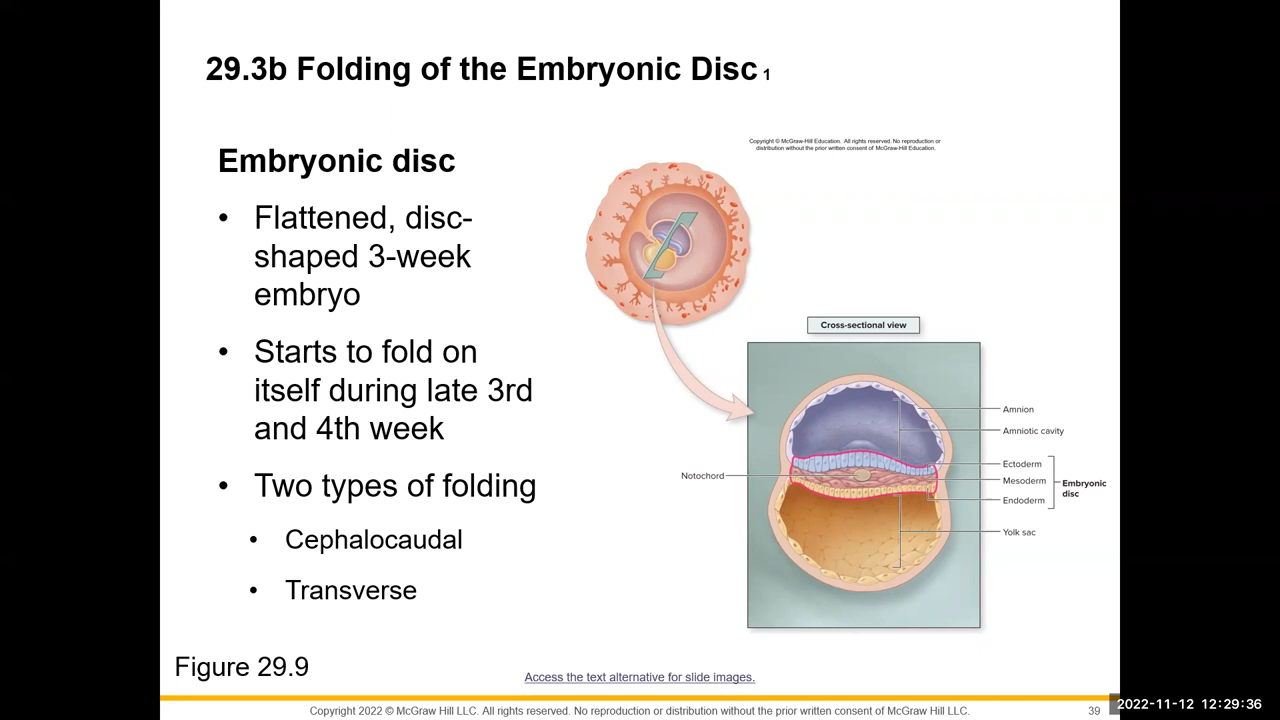 29.3b Folding of the Embryonic Disc 1
Copyright © McGraw-Hill Education. All rights reserved. No reproduction or
distribution without the prior written consent of McGraw-Hill Education.
Embryonic disc
• Flattened, disc-
shaped 3-week
embryo
• Starts to fold on
itself during late 3rd
and 4th week
• Two types of folding
• Cephalocaudal
• Transverse
Cross-sectional view
Amnion
Amniotic cavity
Ectoderm
Notochord
Mesoderm
Endoderm
Embryonic
disc
Yolk sac
Figure 29.9
Access the text alternative for slide images.
Copyright 2022 © McGraw Hill LLC. All rights reserved. No reproduction or distribution without the prior written consent of McGraw Hill LLC.
39
2022-11-12 12:29:36